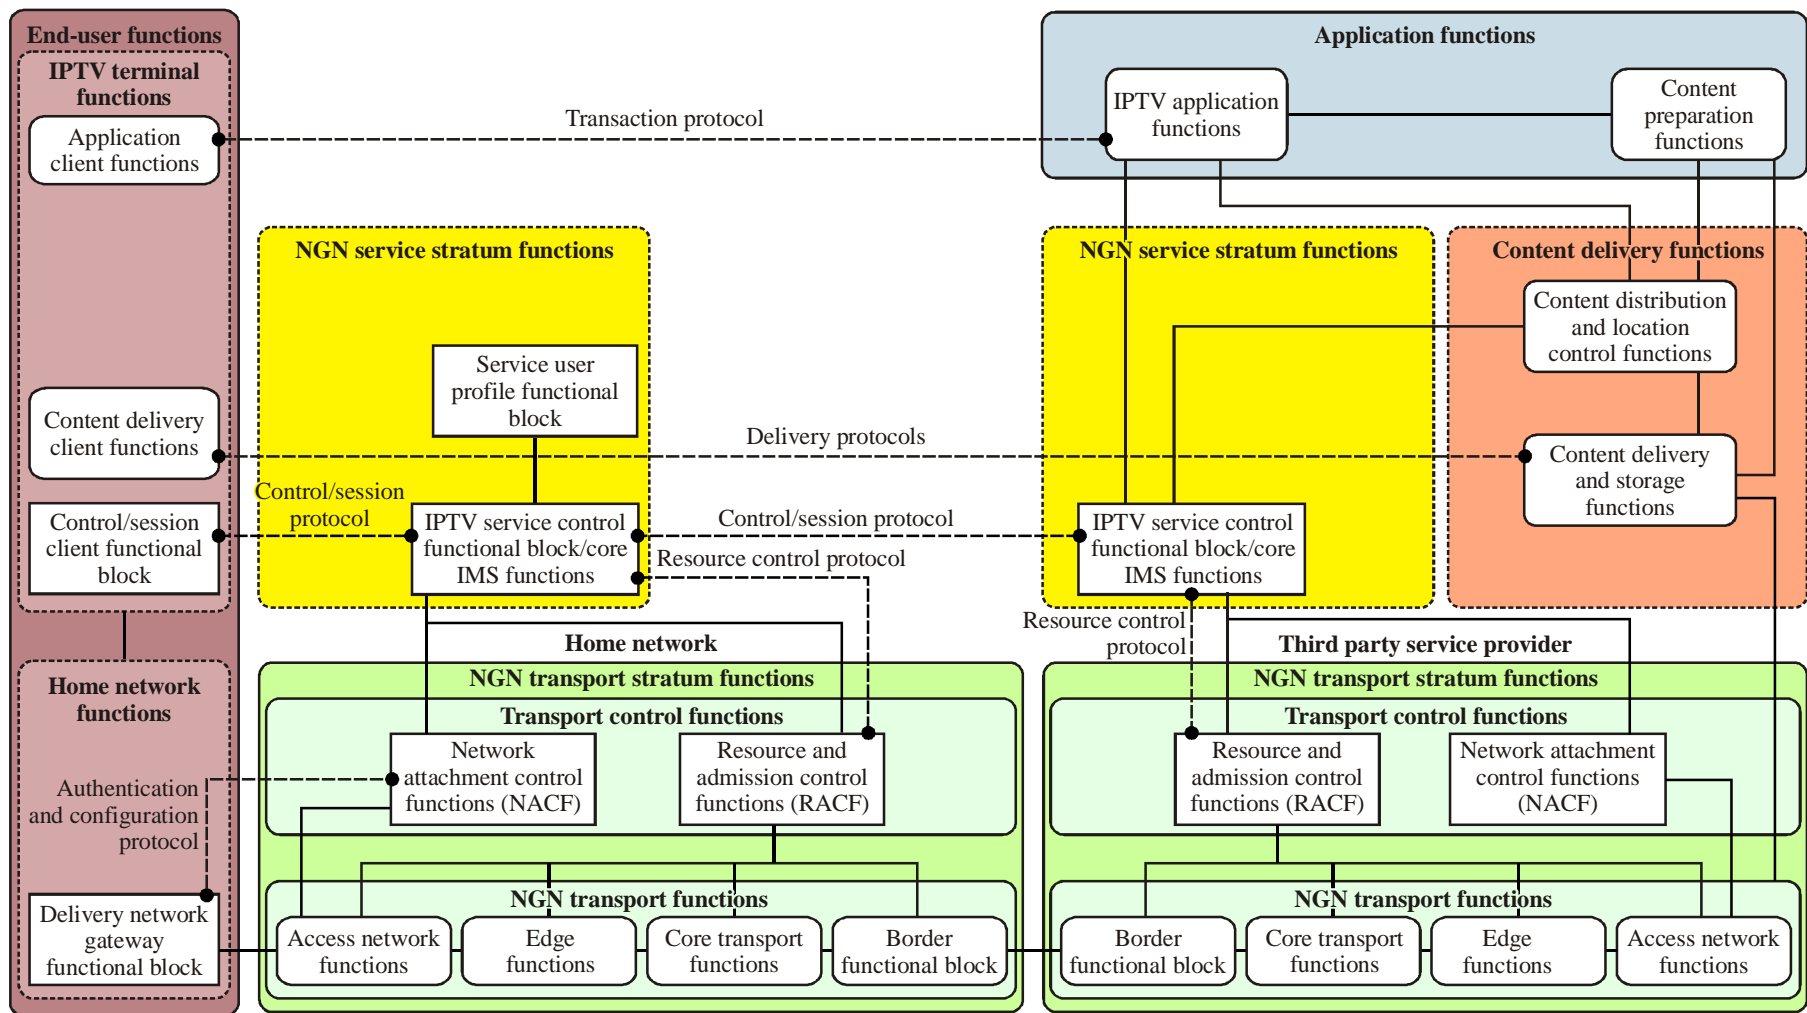 End-user functions
IPTV terminal
functions
Application
client functions
Content delivery
client functions
Control/session
client functional
block
Home network
functions
Authentication
and configuration
protocol
Delivery network
gateway
functional block
Transaction protocol
Application functions
IPTV application
functions
Content
preparation
functions
NGN service stratum functions
Service user
profile functional
block
Delivery protocols
Control/session
protocol
IPTV service control
functional block/core
IMS functions
Control/session protocol
Resource control protocol
NGN service stratum functions
IPTV service control
functional block/core
IMS functions
Content delivery functions
Content distribution
and location
control functions
Content delivery
and storage
functions
Home network
Resource control
protocol
Third party service provider
NGN transport stratum functions
Transport control functions
Network
attachment control
functions (NACF)
Resource and
admission control
functions (RACF)
NGN transport functions
Access network
functions
Edge
functions
Core transport
functions
Border
functional block
NGN transport stratum functions
Transport control functions
Resource and
admission control
functions (RACF)
Network attachment
control functions
(NACF)
NGN transport functions
Border
functional block
Core transport
functions
Edge
functions
Access network
functions